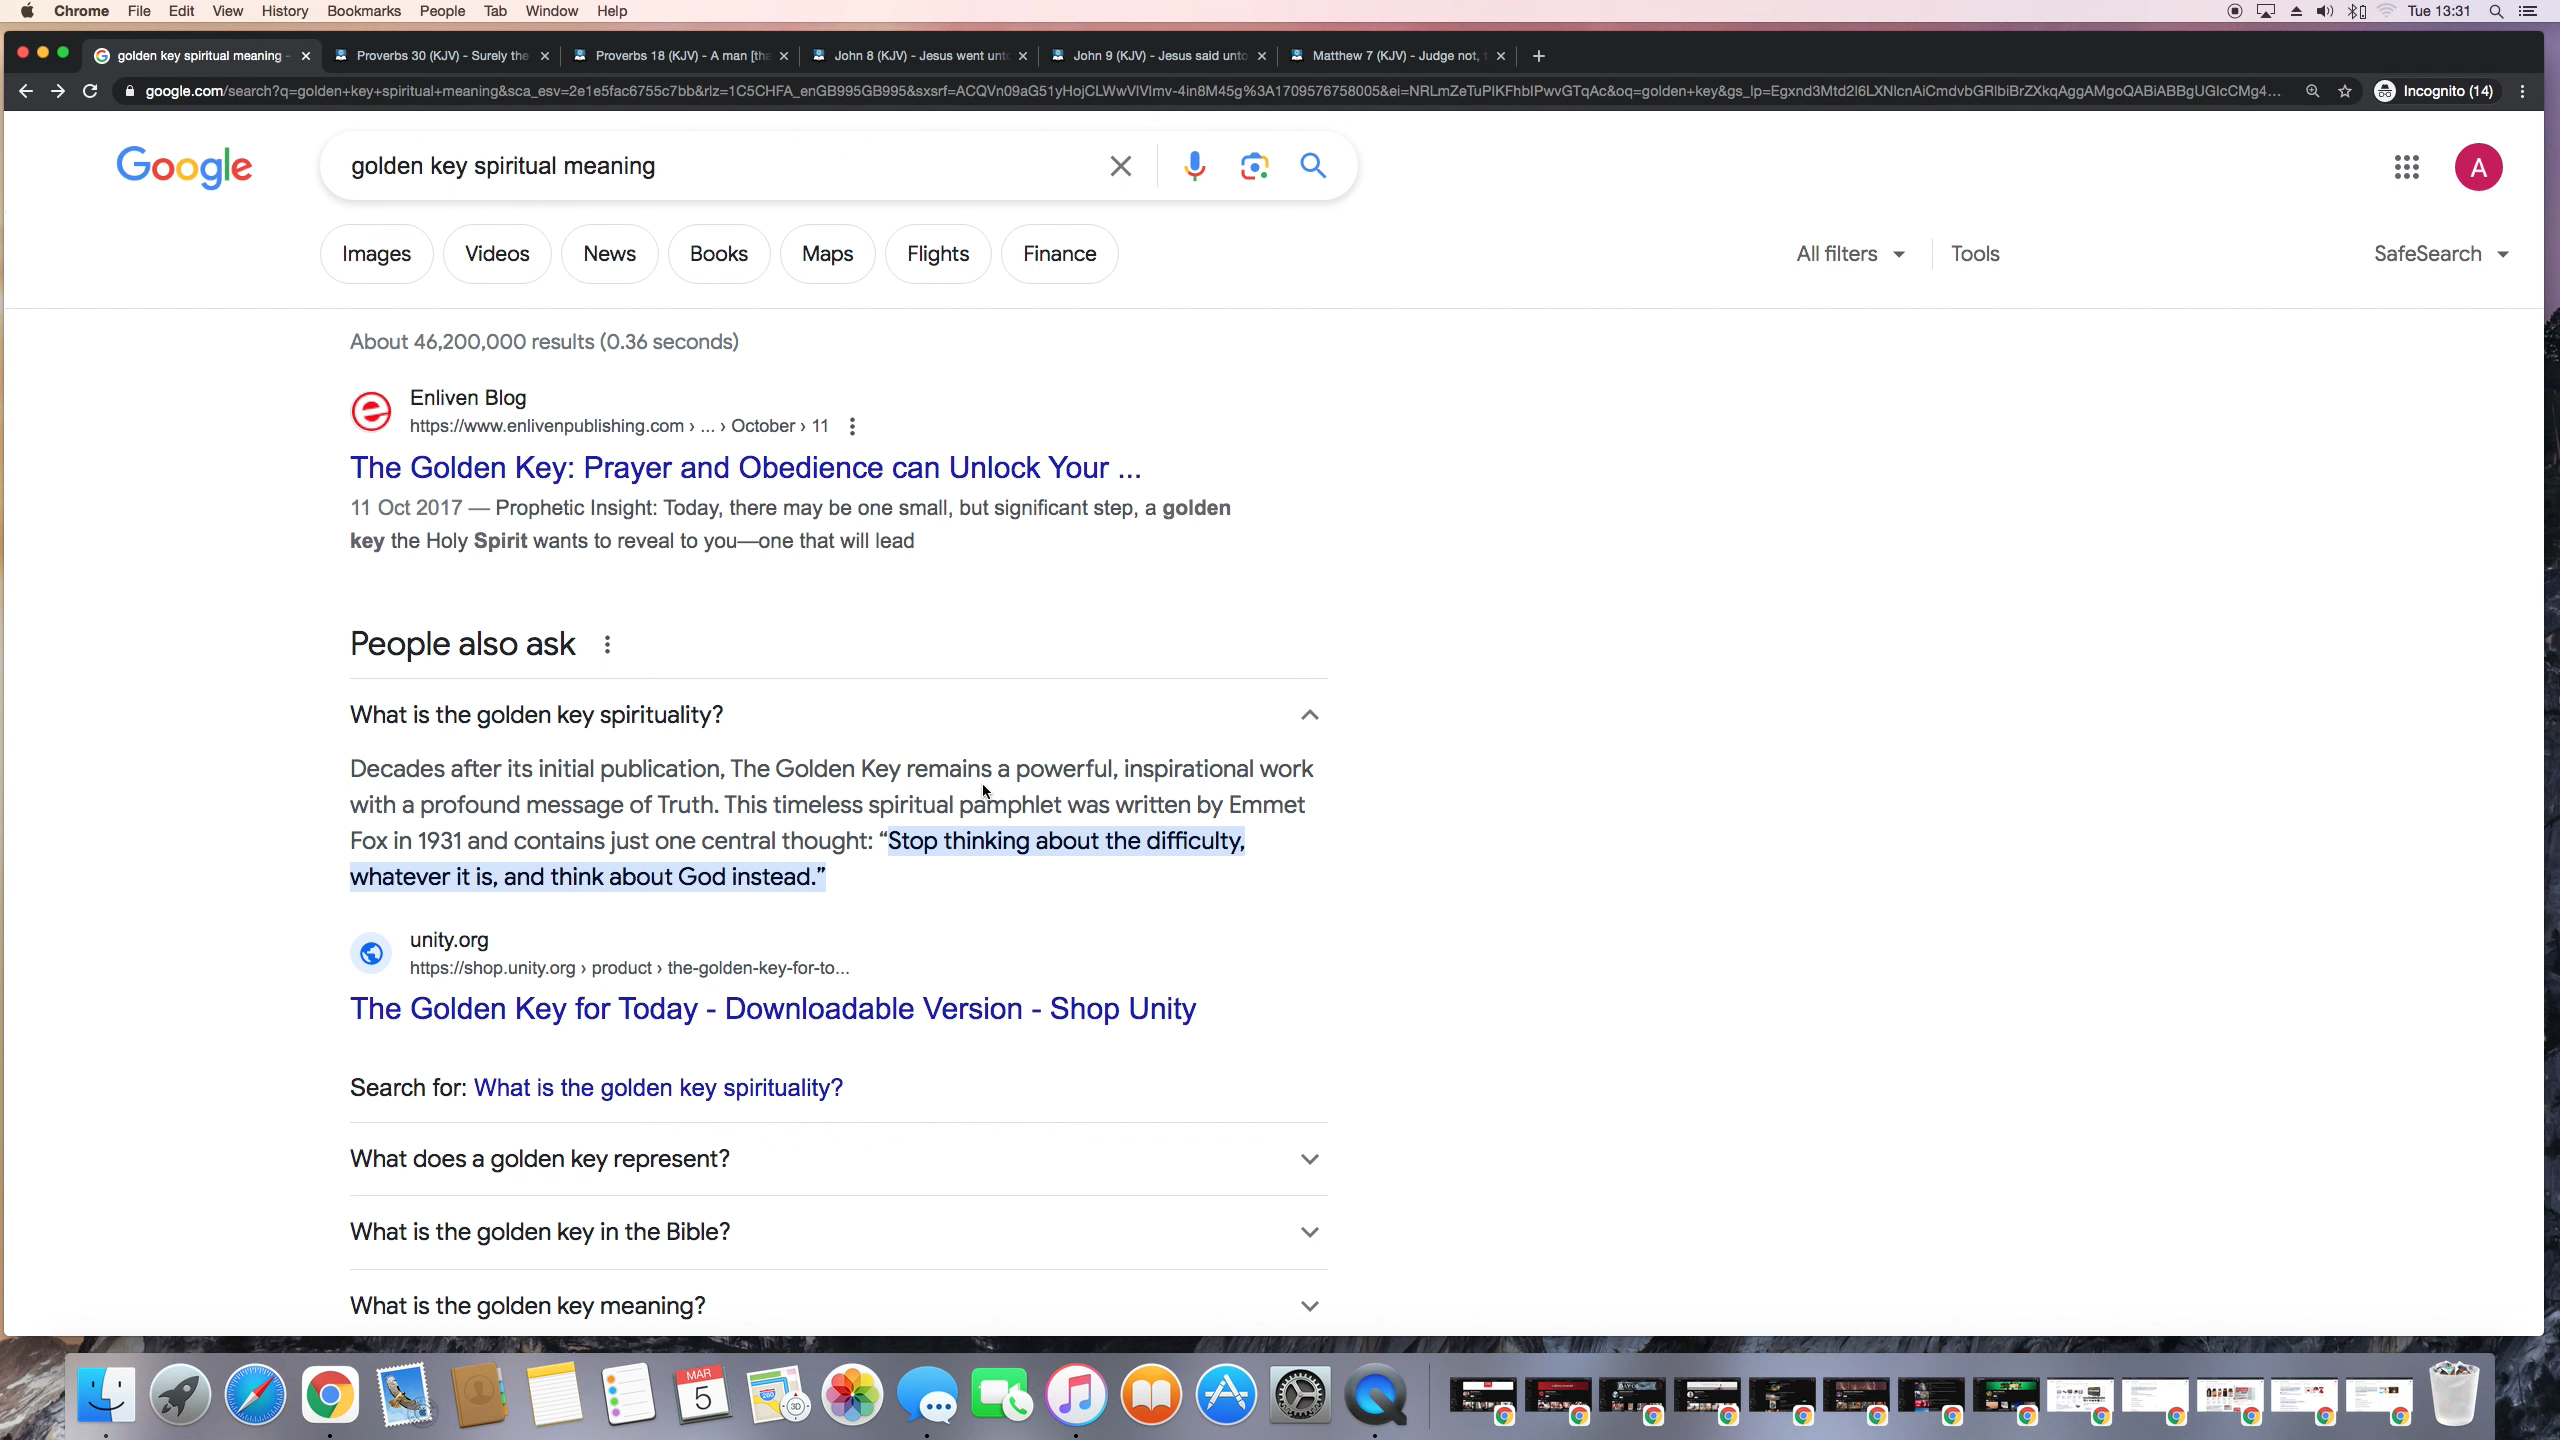 Chrome File Edit View History Bookmarks People Tab Window Help Tue 13:31
golden key spiritual meaning - Proverbs 30 (KJV) - Surely the Proverbs 18 (KJV) - A man [tha John 8 (KJV) - Jesus went unto John 9 (KJV) - Jesus said unto Matthew 7 (KJV) - Judge not,
google.com/search?q=golden+key+spiritual+meaning&sca_esv=2e1e5fac6755c7bb&rlz=1C5CHFA_enGB995GB995&sxsrf=ACQVn09aG51yHojCLWwVIVImv-4in8M45g%3A1709576758005&ei=NRLmZeTuPIKFhbIPwvGTqAc&oq=golden+key&gs_lp=Egxnd3Mtd2l6LXNlcnAiCmdvbGRlbiBrZXkqAggAMgoQABiABBgUGIcCMg4... Incognito (14)
Google golden key spiritual meaning A
Images Videos News Books Maps Flights Finance All filters Tools SafeSearch
About 46,200,000 results (0.36 seconds)
Enliven Blog
https://www.enlivenpublishing.com › ... › October › 11
The Golden Key: Prayer and Obedience can Unlock Your ...
11 Oct 2017 — Prophetic Insight: Today, there may be one small, but significant step, a golden
key the Holy Spirit wants to reveal to you—one that will lead
People also ask
What is the golden key spirituality?
Decades after its initial publication, The Golden Key remains a powerful, inspirational work
with a profound message of Truth. This timeless spiritual pamphlet was written by Emmet
Fox in 1931 and contains just one central thought: “Stop thinking about the difficulty,
whatever it is, and think about God instead.”
unity.org
https://shop.unity.org › product › the-golden-key-for-to...
The Golden Key for Today - Downloadable Version - Shop Unity
Search for: What is the golden key spirituality?
What does a golden key represent?
What is the golden key in the Bible?
What is the golden key meaning?
MAR
5
3D